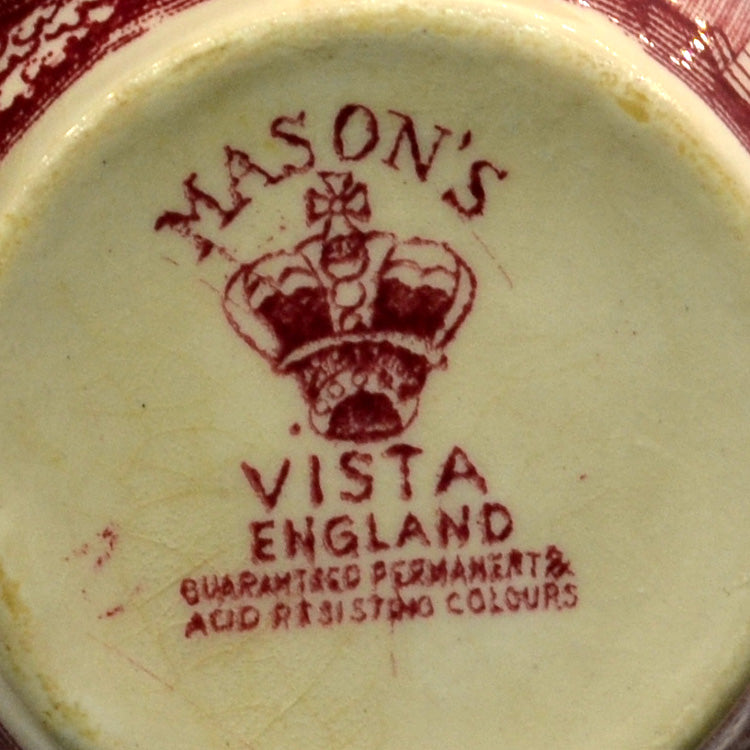 MASON'S
VISTA
ENGLAND
GUARANTEED PERMANENT &
ACID RESISTING COLOURS